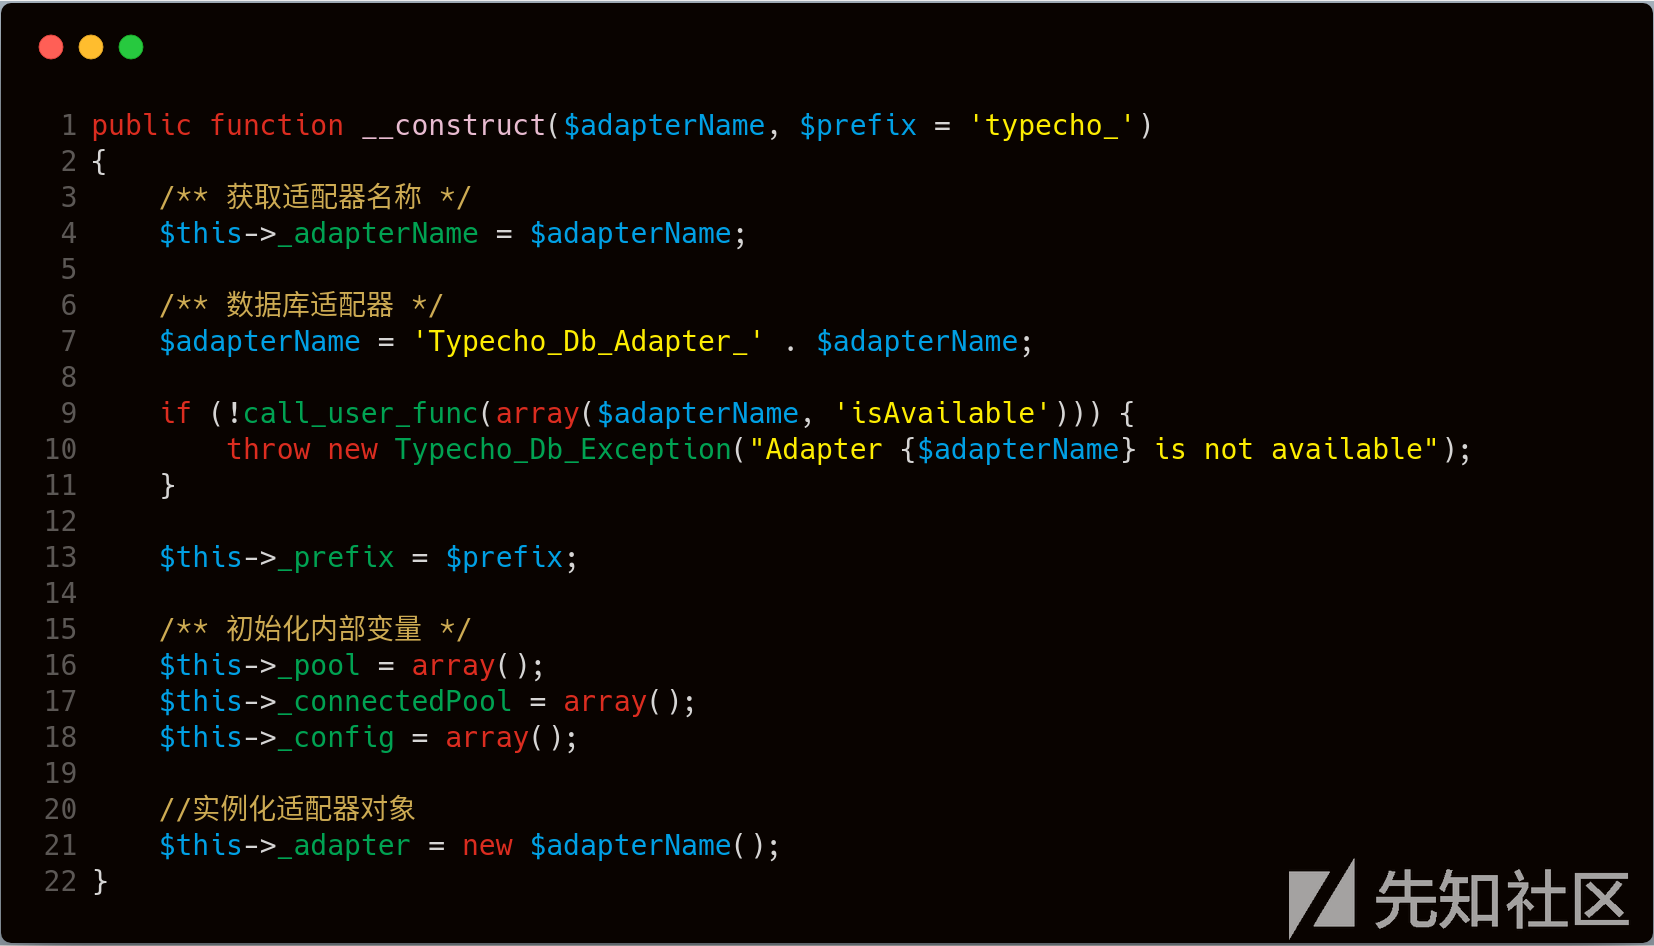 1 public function __construct($adapterName, $prefix = 'typecho_')
2 {
3     /** 获取适配器名称 */
4     $this->_adapterName = $adapterName;
5
6     /** 数据库适配器 */
7     $adapterName = 'Typecho_Db_Adapter_' . $adapterName;
8
9     if (!call_user_func(array($adapterName, 'isAvailable'))) {
10         throw new Typecho_Db_Exception("Adapter {$adapterName} is not available");
11     }
12
13     $this->_prefix = $prefix;
14
15     /** 初始化内部变量 */
16     $this->_pool = array();
17     $this->_connectedPool = array();
18     $this->_config = array();
19
20     //实例化适配器对象
21     $this->_adapter = new $adapterName();
22 }
先知社区